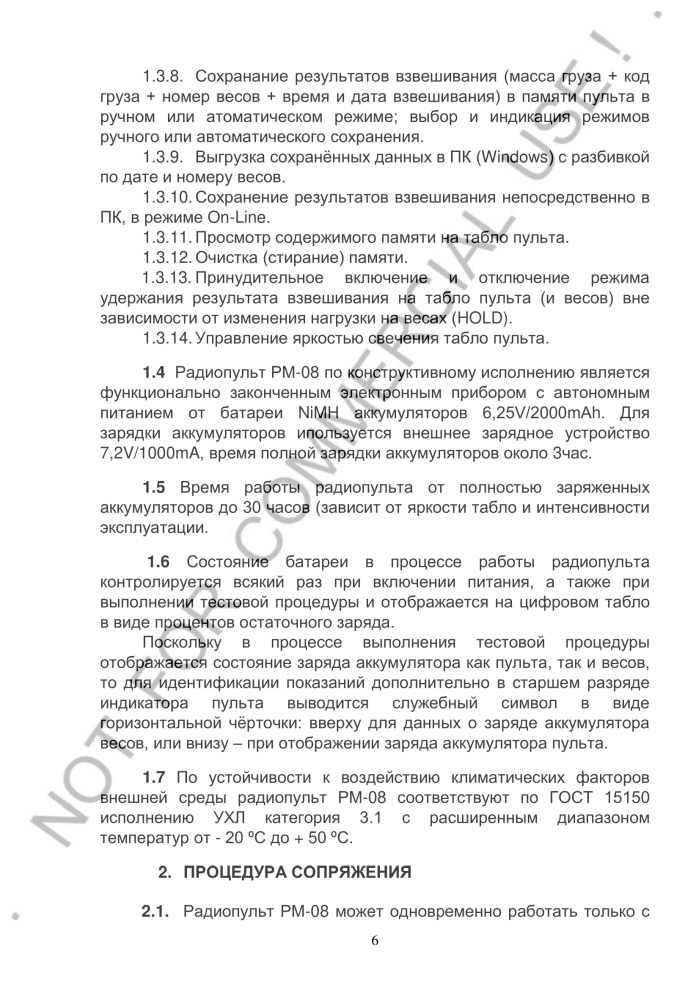 1.3.8. Сохранание результатов взвешивания (масса груза + код
груза + номер весов + время и дата взвешивания) в памяти пульта в
ручном или атоматическом режиме; выбор и индикация режимов
ручного или автоматического сохранения.
1.3.9. Выгрузка сохранённых данных в ПК (Windows) с разбивкой
по дате и номеру весов.
1.3.10. Сохранение результатов взвешивания непосредственно в
ПК, в режиме On-Line.
1.3.11. Просмотр содержимого памяти на табло пульта.
1.3.12. Очистка (стирание) памяти.
1.3.13. Принудительное включение и отключение режима
удержания результата взвешивания на табло пульта (и весов) вне
зависимости от изменения нагрузки на весах (HOLD).
1.3.14. Управление яркостью свечения табло пульта.
1.4 Радиопульт РМ-08 по конструктивному исполнению является
функционально законченным электронным прибором с автономным
питанием от батареи NiMH аккумуляторов 6,25V/2000mAh. Для
зарядки аккумуляторов ипользуется внешнее зарядное устройство
7,2V/1000mA, время полной зарядки аккумуляторов около 3час.
1.5 Время работы радиопульта от полностью заряженных
аккумуляторов до 30 часов (зависит от яркости табло и интенсивности
эксплуатации.
1.6 Состояние батареи в процессе работы радиопульта
контролируется всякий раз при включении питания, а также при
выполнении тестовой процедуры и отображается на цифровом табло
в виде процентов остаточного заряда.
Поскольку в процессе выполнения тестовой процедуры
отображается состояние заряда аккумулятора как пульта, так и весов,
то для идентификации показаний дополнительно в старшем разряде
индикатора пульта выводится служебный символ в виде
горизонтальной чёрточки: вверху для данных о заряде аккумулятора
весов, или внизу – при отображении заряда аккумулятора пульта.
1.7 По устойчивости к воздействию климатических факторов
внешней среды радиопульт РМ-08 соответствуют по ГОСТ 15150
исполнению УХЛ категория 3.1 с расширенным диапазоном
температур от - 20 ºС до + 50 ºС.
2. ПРОЦЕДУРА СОПРЯЖЕНИЯ
2.1. Радиопульт РМ-08 может одновременно работать только с
6
NOT FOR COMMERCIAL USE!